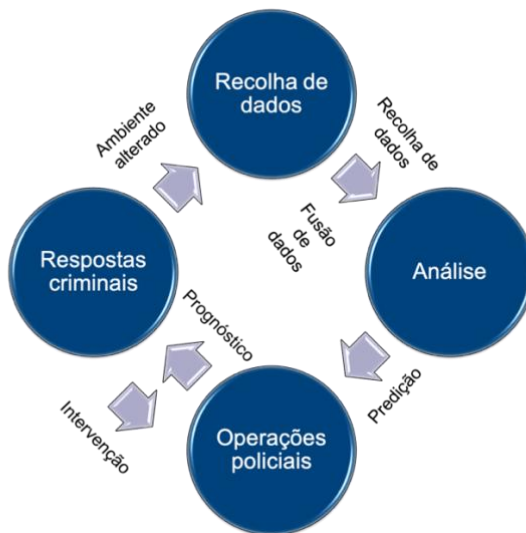 Recolha de
dados
Recolha de
dados
Ambiente
alterado
Fusão
de
dados
Respostas
criminais
Análise
Prognóstico
Predição
Intervenção
Operações
policiais